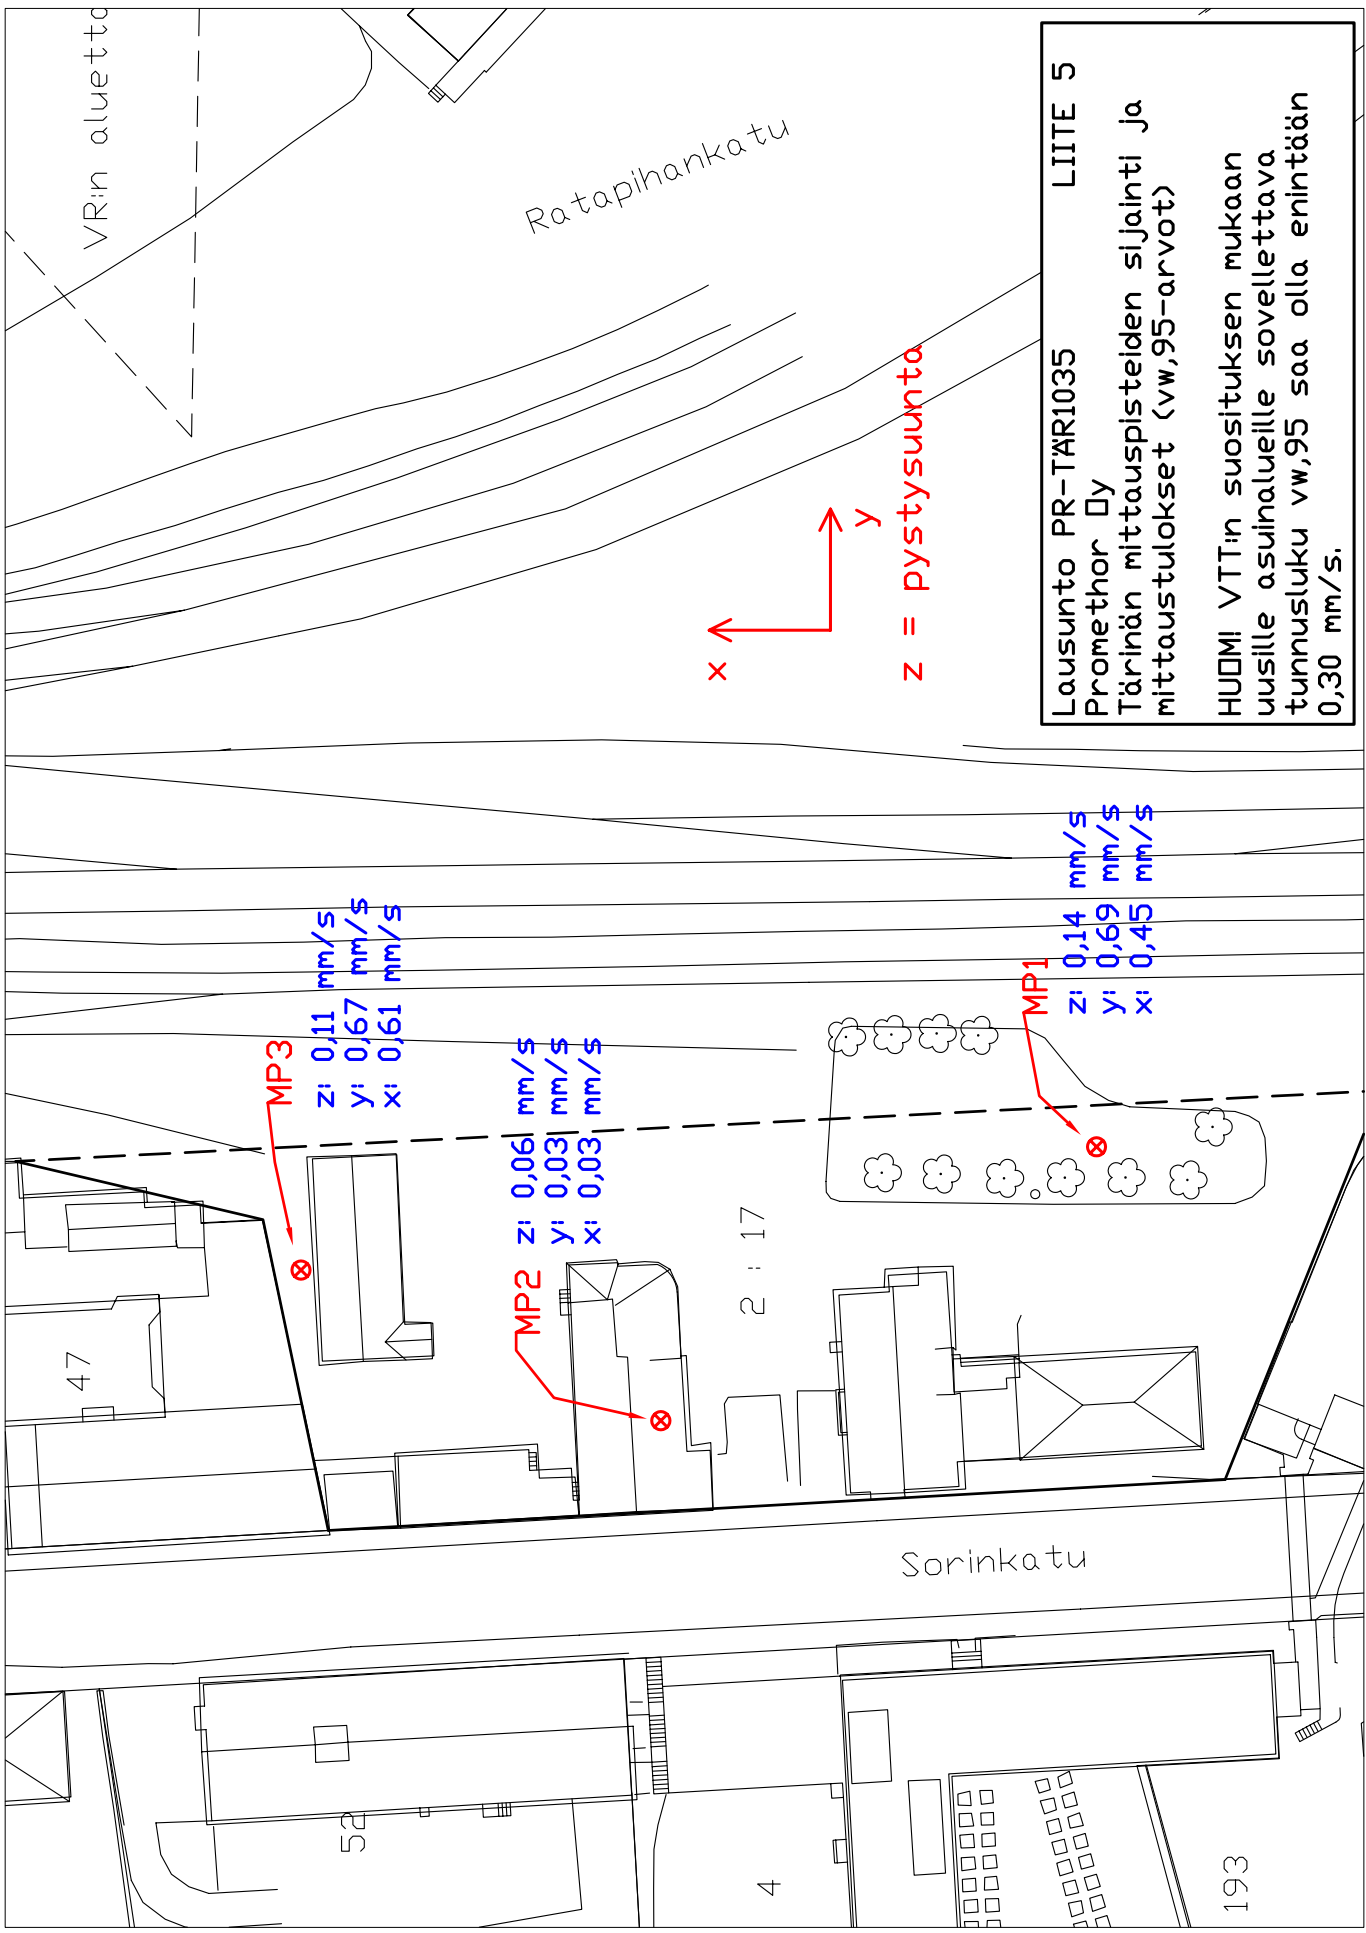 Lausunto PR-TÄR1035 LIITE 5
Promethor Oy
Tärinän mittauspisteiden sijainti ja
mittaustulokset (vw,95-arvot)
HUOM! VTT:n suosituksen mukaan
uusille asuinalueille sovellettava
tunnusluku vw,95 saa olla enintään
0,30 mm/s.
VR:n aluetta
Ratapihankatu
x
y
z = pystysuunta
MP3
z: 0,11 mm/s
y: 0,67 mm/s
x: 0,61 mm/s
MP2
z: 0,06 mm/s
y: 0,03 mm/s
x: 0,03 mm/s
MP1
z: 0,14 mm/s
y: 0,69 mm/s
x: 0,45 mm/s
47
2 : 17
Sorinkatu
52
4
193